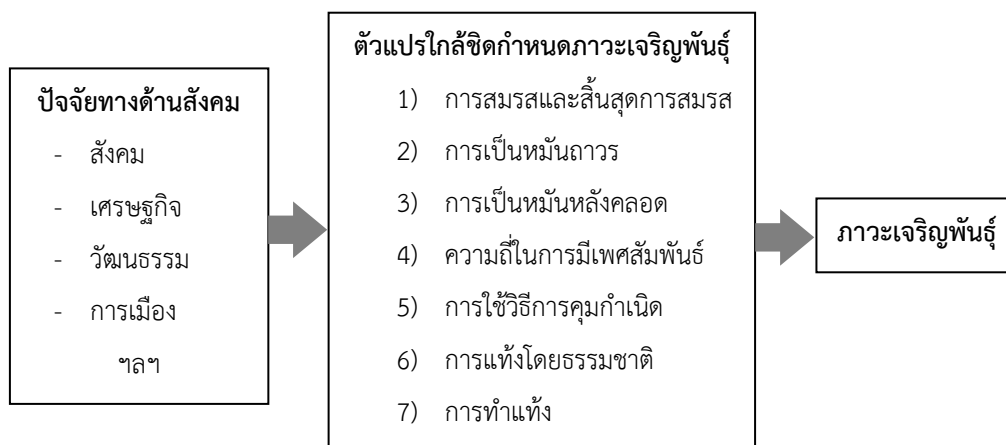 ปัจจัยทางด้านสังคม
- สังคม
- เศรษฐกิจ
- วัฒนธรรม
- การเมือง
ฯลฯ
ตัวแปรใกล้ชิดกำหนดภาวะเจริญพันธุ์
1) การสมรสและสิ้นสุดการสมรส
2) การเป็นหมันถาวร
3) การเป็นหมันหลังคลอด
4) ความถี่ในการมีเพศสัมพันธ์
5) การใช้วิธีการคุมกำเนิด
6) การแท้งโดยธรรมชาติ
7) การทำแท้ง
ภาวะเจริญพันธุ์